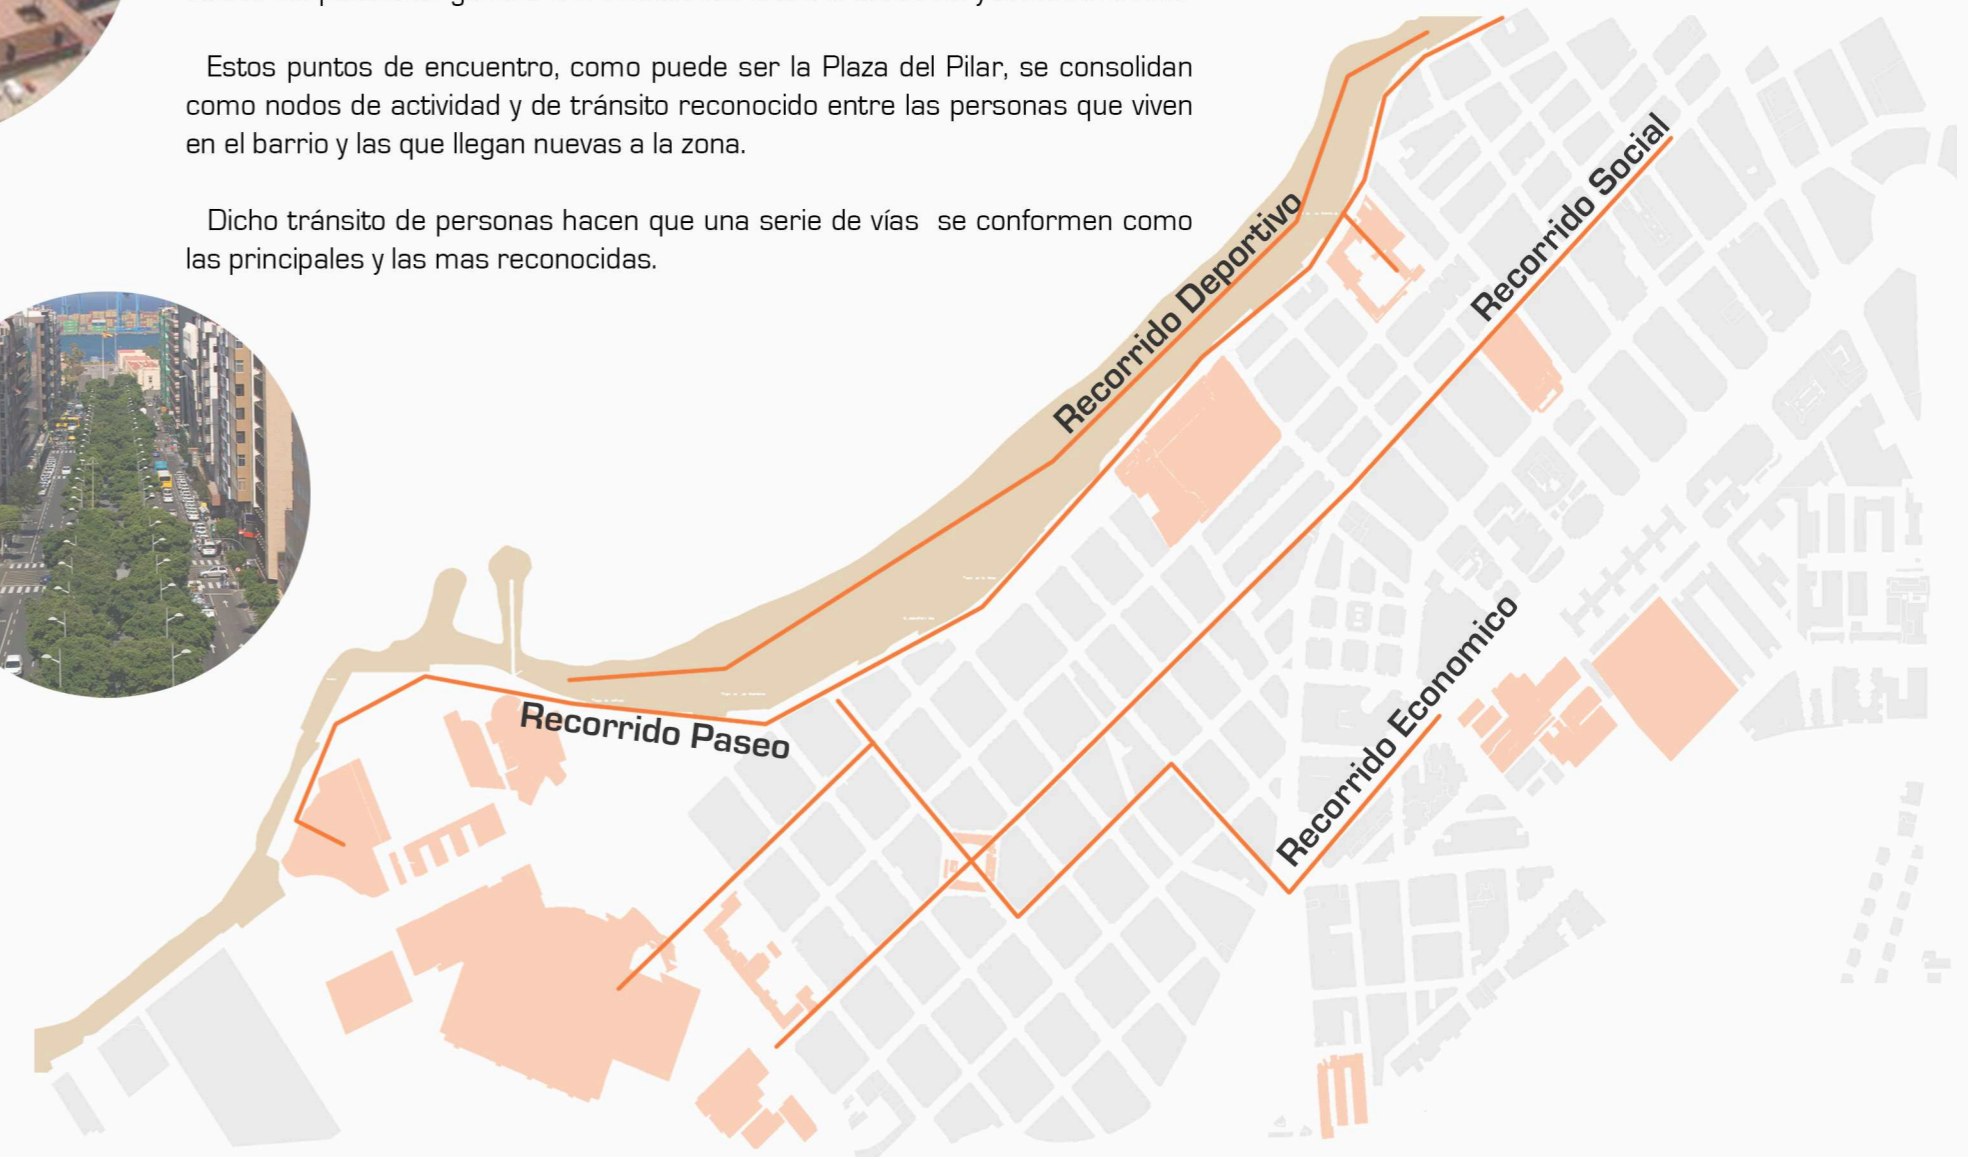 Estos puntos de encuentro, como puede ser la Plaza del Pilar, se consolidan
como nodos de actividad y de tránsito reconocido entre las personas que viven
en el barrio y las que llegan nuevas a la zona.
Dicho tránsito de personas hacen que una serie de vías se conformen como
las principales y las mas reconocidas.
Recorrido Social
Recorrido Deportivo
Recorrido Economico
Recorrido Paseo